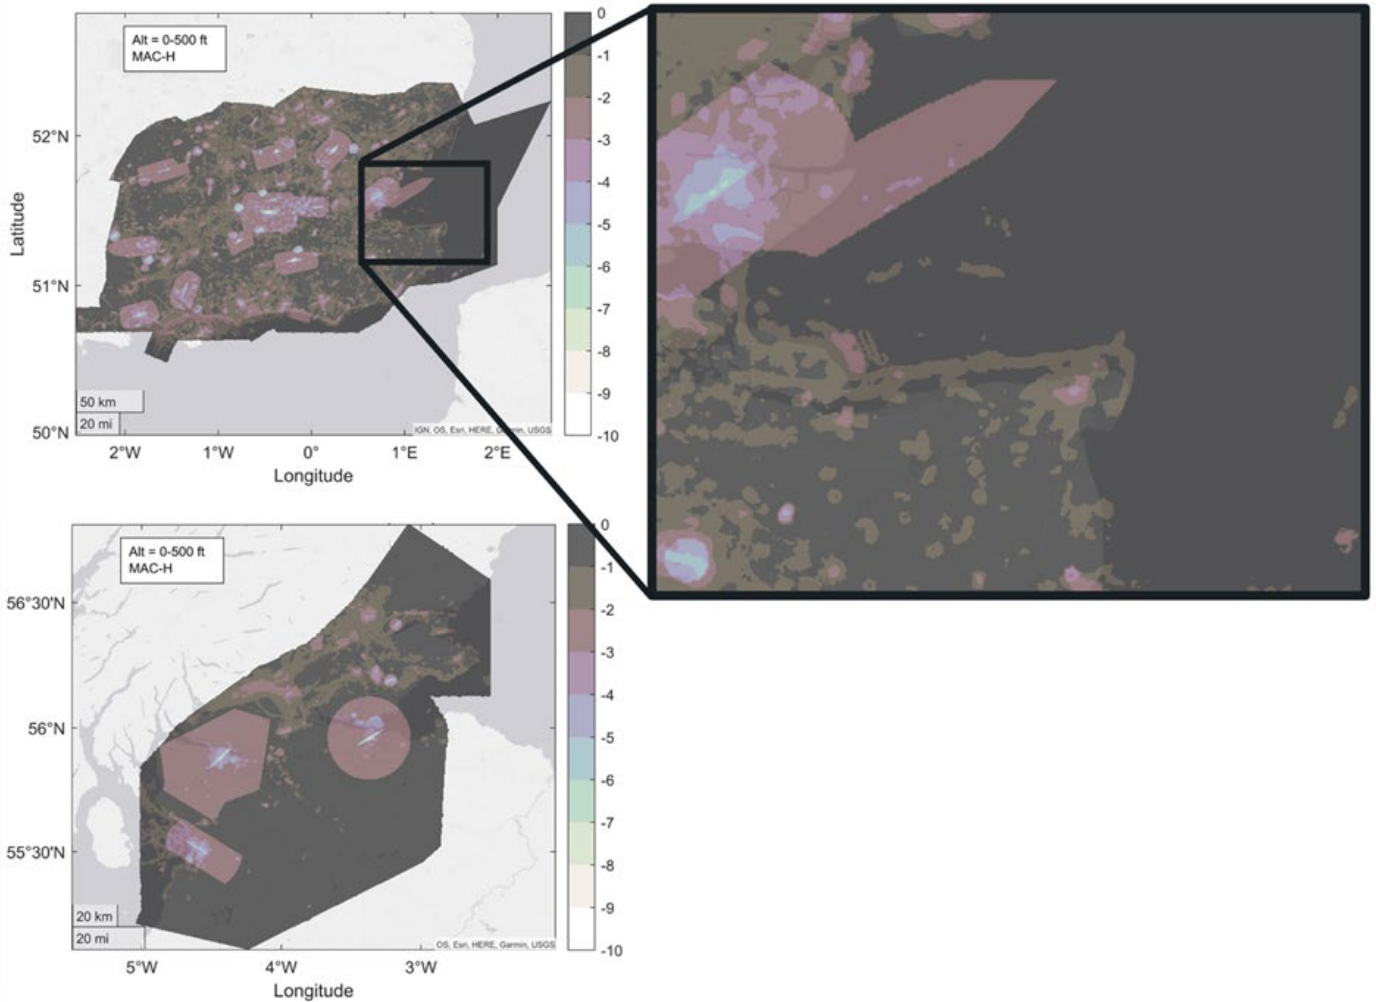 Alt = 0-500 ft
MAC-H
52°N
51°N
50°N
Latitude
50 km
20 mi
IGN, OS, Esri, HERE, Garmin, USGS
2°W 1°W 0° 1°E 2°E
Longitude
0
-1
-2
-3
-4
-5
-6
-7
-8
-9
-10
Alt = 0-500 ft
MAC-H
56°30'N
56°N
55°30'N
20 km
20 mi
OS, Esri, HERE, Garmin, USGS
5°W 4°W 3°W
Longitude
0
-1
-2
-3
-4
-5
-6
-7
-8
-9
-10